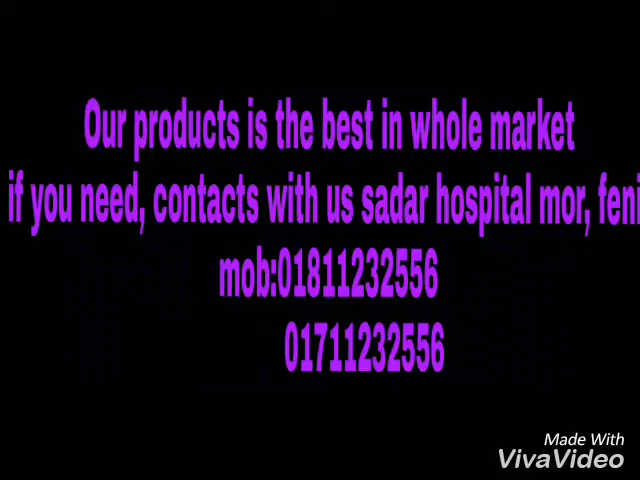 Our products is the best in whole market
if you need, contacts with us sadar hospital mor, feni
mob:01811232556
01711232556
Made With
VivaVideo